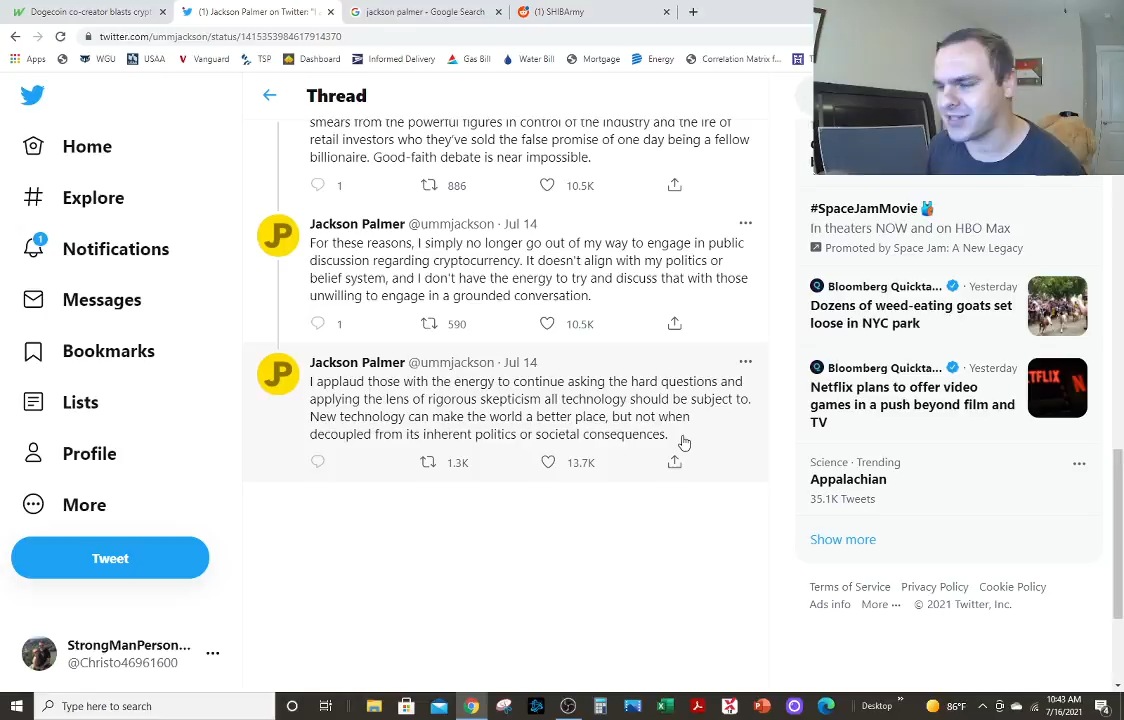 Dogecoin co-creator blasts crypt
(1) Jackson Palmer on Twitter: "I
jackson palmer - Google Search
(1) SHIBArmy
twitter.com/ummjackson/status/1415353984617914370
Apps
WGU
USAA
Vanguard
TSP
Dashboard
Informed Delivery
Gas Bill
Water Bill
Mortgage
Energy
Correlation Matrix f...
Thread
smears from the powerful figures in control of the industry and the ire of
retail investors who they've sold the false promise of one day being a fellow
billionaire. Good-faith debate is near impossible.
1 886 10.5K
Jackson Palmer @ummjackson · Jul 14
For these reasons, I simply no longer go out of my way to engage in public
discussion regarding cryptocurrency. It doesn't align with my politics or
belief system, and I don't have the energy to try and discuss that with those
unwilling to engage in a grounded conversation.
1 590 10.5K
Jackson Palmer @ummjackson · Jul 14
I applaud those with the energy to continue asking the hard questions and
applying the lens of rigorous skepticism all technology should be subject to.
New technology can make the world a better place, but not when
decoupled from its inherent politics or societal consequences.
1.3K 13.7K
Home
Explore
1
Notifications
Messages
Bookmarks
Lists
Profile
More
Tweet
StrongManPerson...
@Christo46961600
#SpaceJamMovie
In theaters NOW and on HBO Max
Promoted by Space Jam: A New Legacy
Bloomberg Quickta... · Yesterday
Dozens of weed-eating goats set
loose in NYC park
Bloomberg Quickta... · Yesterday
Netflix plans to offer video
games in a push beyond film and
TV
NETFLIX
Science · Trending
Appalachian
35.1K Tweets
Show more
Terms of Service Privacy Policy Cookie Policy
Ads info More ··· © 2021 Twitter, Inc.
Type here to search
Desktop
86°F
10:43 AM
7/16/2021
4